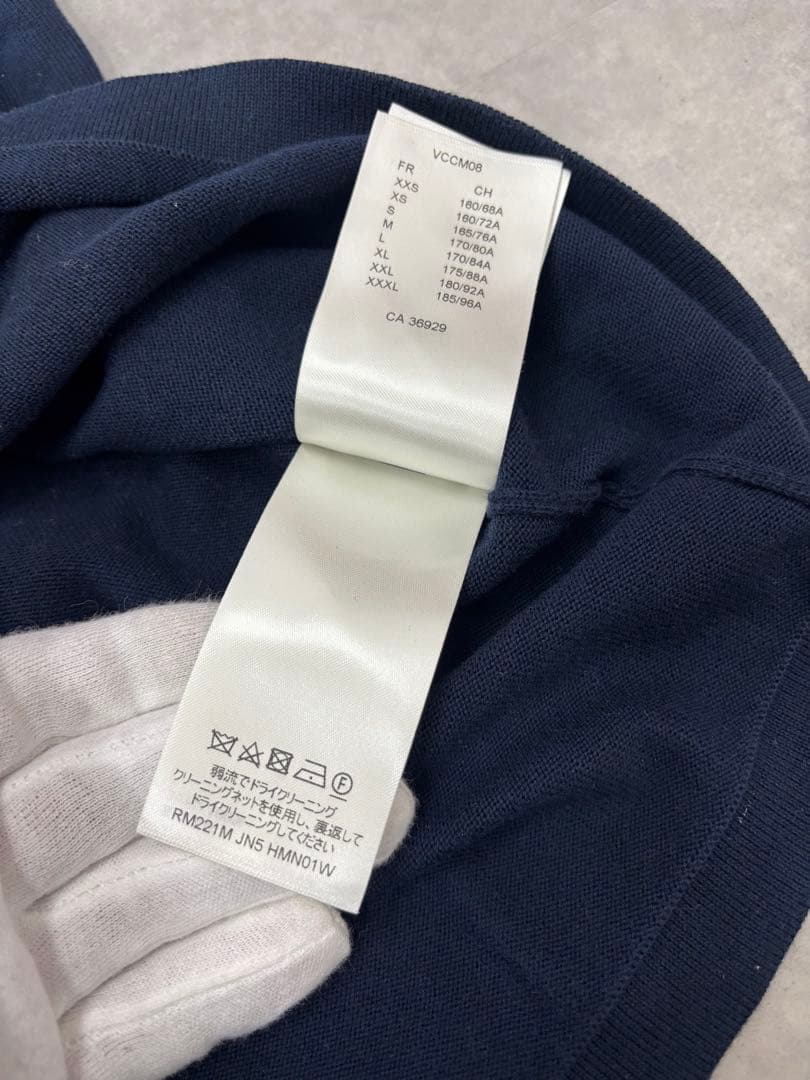 VCCM08
FR CH
XXS 160/68A
XS 160/72A
S 165/76A
M 170/80A
L 170/84A
XL 175/88A
XXL 180/92A
XXXL 185/96A
CA 36929
F
弱流でドライクリーニング
クリーニングネットを使用し、裏返して
ドライクリーニングしてください
RM221M JN5 HMN01W